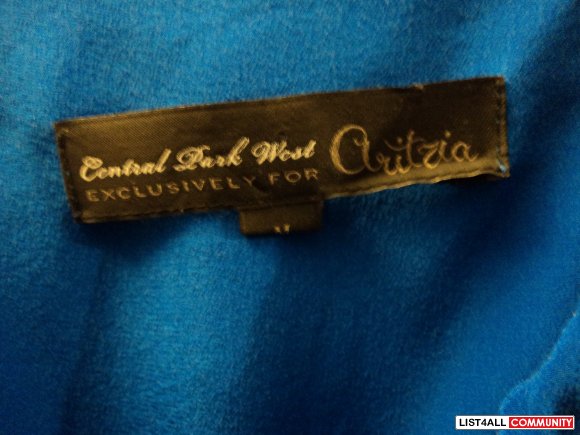 Central Park West
EXCLUSIVELY FOR
Aritzia
M
LIST4ALL COMMUNITY